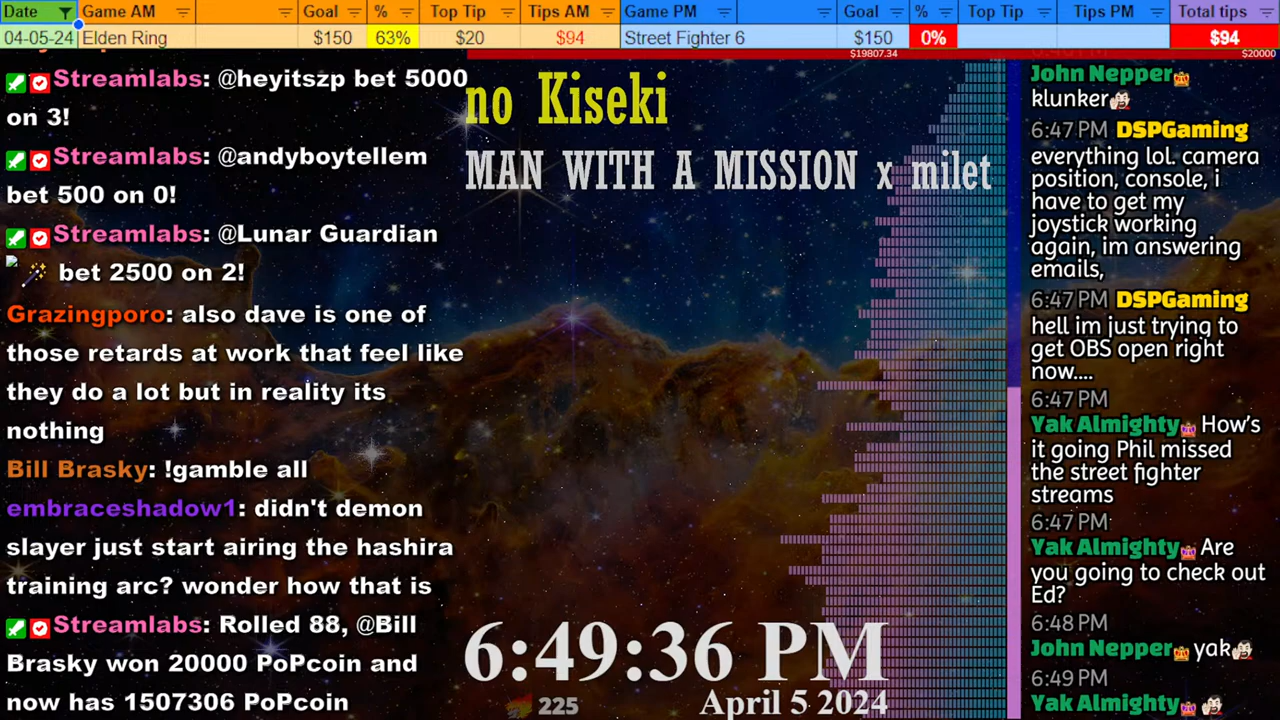 Date Game AM Goal % Top Tip Tips AM Game PM Goal % Top Tip Tips PM Total tips
04-05-24 Elden Ring $150 63% $20 $94 Street Fighter 6 $150 0% $94
$19807.34 $20000
Streamlabs: @heyitszp bet 5000
on 3!
Streamlabs: @andyboytellem
bet 500 on 0!
Streamlabs: @Lunar Guardian
bet 2500 on 2!
Grazingporo: also dave is one of
those retards at work that feel like
they do a lot but in reality its
nothing
Bill Brasky: !gamble all
embraceshadow1: didn't demon
slayer just start airing the hashira
training arc? wonder how that is
Streamlabs: Rolled 88, @Bill
Brasky won 20000 PoPcoin and
now has 1507306 PoPcoin
no Kiseki
MAN WITH A MISSION x milet
6:49:36 PM
April 5 2024
225
John Nepper
klunker
6:47 PM DSPGaming
everything lol. camera
position, console, i
have to get my
joystick working
again, im answering
emails,
6:47 PM DSPGaming
hell im just trying to
get OBS open right
now....
6:47 PM
Yak Almighty How's
it going Phil missed
the street fighter
streams
6:47 PM
Yak Almighty Are
you going to check out
Ed?
6:48 PM
John Nepper yak
6:49 PM
Yak Almighty